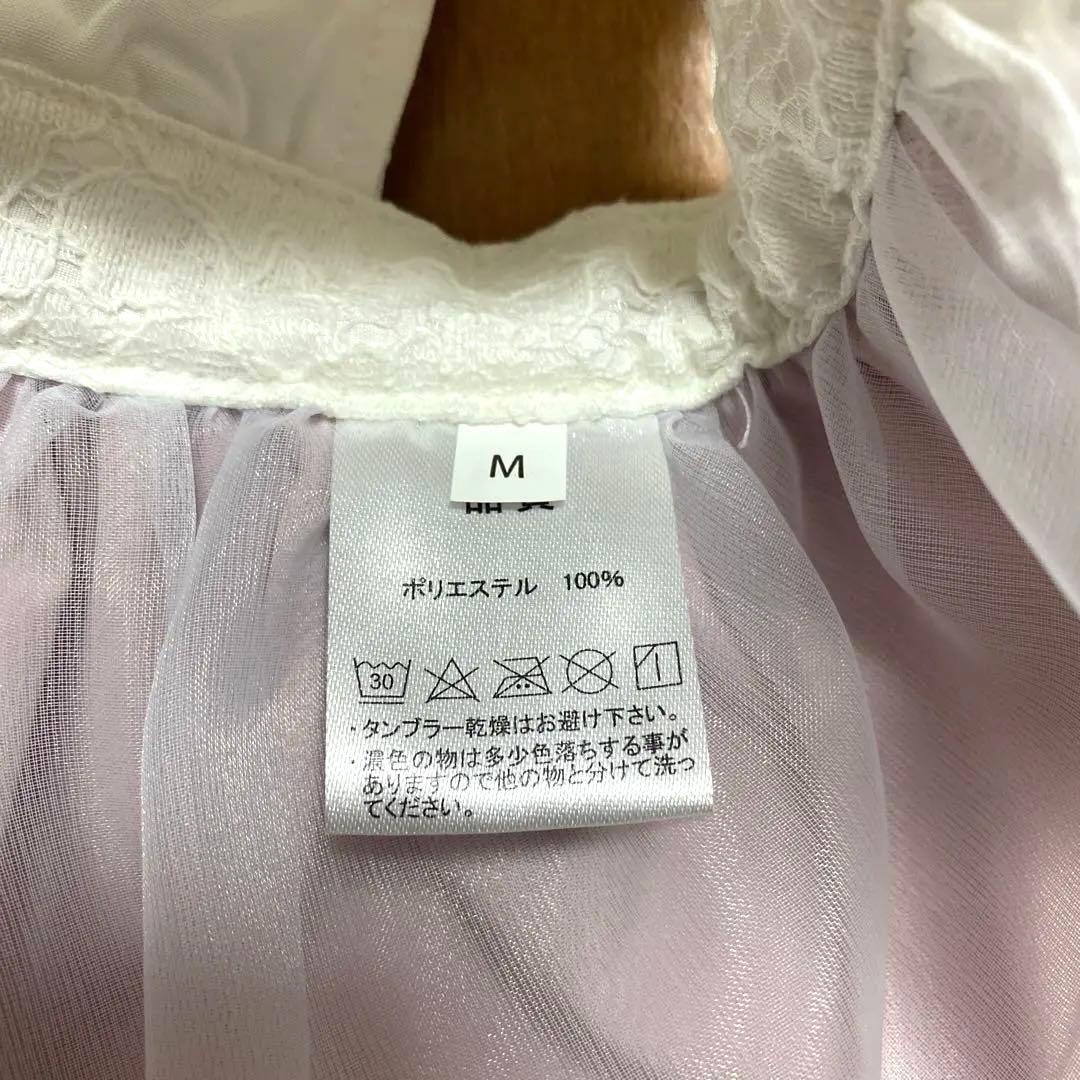 M
ポリエステル 100%
30
・タンブラー乾燥はお避け下さい。
・濃色の物は多少色落ちする事が
ありますので他の物と分けて洗っ
てください。